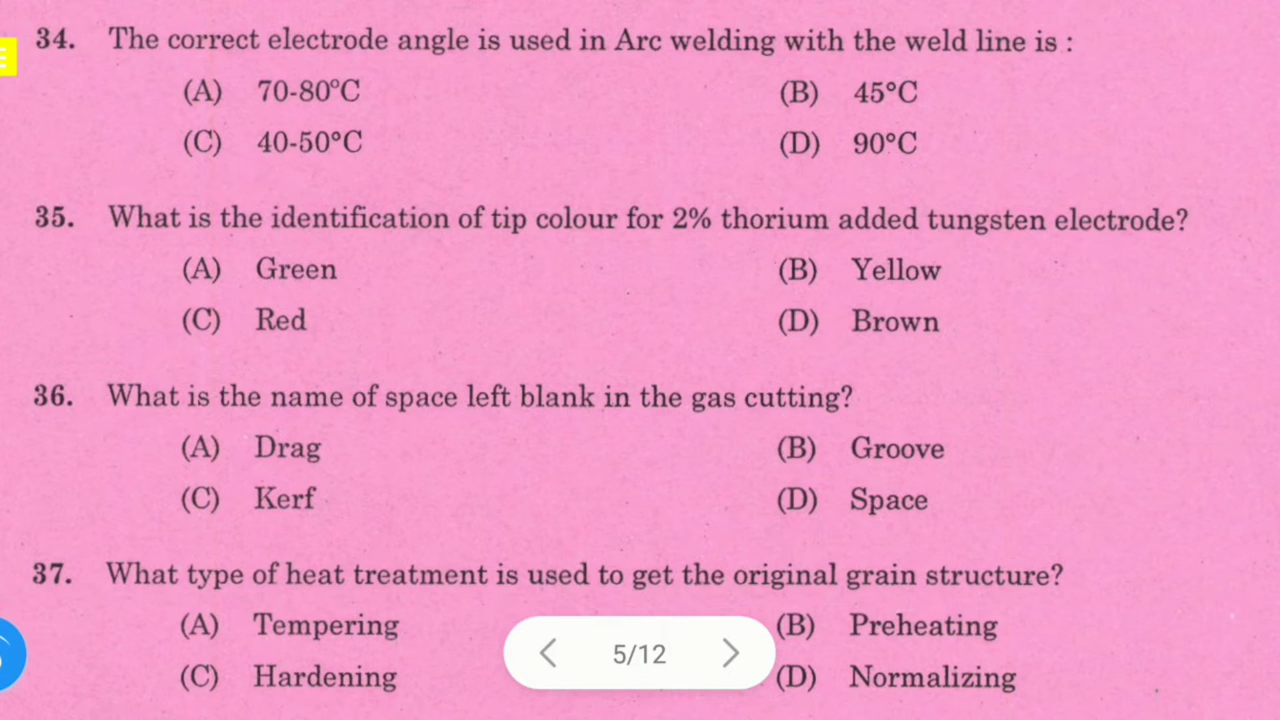 34. The correct electrode angle is used in Arc welding with the weld line is :
(A) 70-80°C (B) 45°C
(C) 40-50°C (D) 90°C
35. What is the identification of tip colour for 2% thorium added tungsten electrode?
(A) Green (B) Yellow
(C) Red (D) Brown
36. What is the name of space left blank in the gas cutting?
(A) Drag (B) Groove
(C) Kerf (D) Space
37. What type of heat treatment is used to get the original grain structure?
(A) Tempering (B) Preheating
5/12
(C) Hardening (D) Normalizing